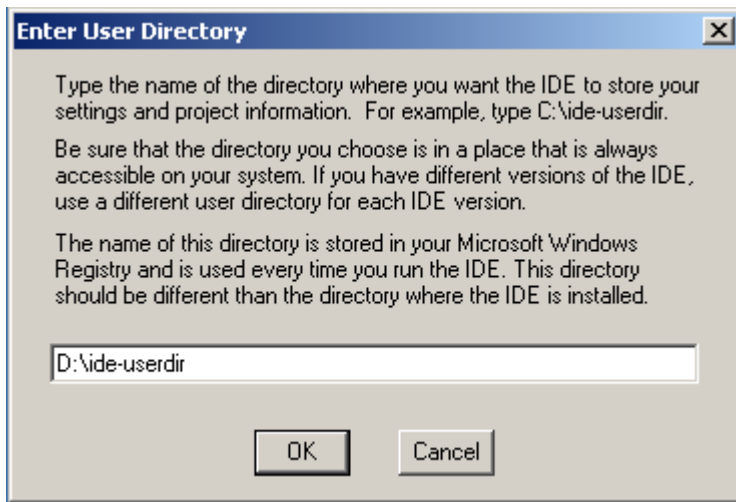 Enter User Directory
Type the name of the directory where you want the IDE to store your
settings and project information.  For example, type C:\ide-userdir.
Be sure that the directory you choose is in a place that is always
accessible on your system. If you have different versions of the IDE,
use a different user directory for each IDE version.
The name of this directory is stored in your Microsoft Windows
Registry and is used every time you run the IDE. This directory
should be different than the directory where the IDE is installed.
D:\ide-userdir
OK
Cancel